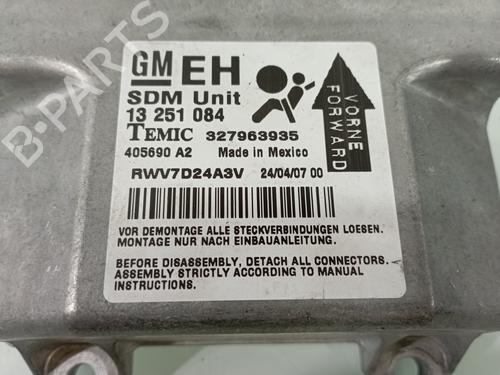 GM EH
SDM Unit
13 251 084
TEMIC 327963935
405690 A2 Made in Mexico
RWV7D24A3V 24/04/07 00
VORNE
FORWARD
VOR DEMONTAGE ALLE STECKVERBINDUNGEN LOESEN.
MONTAGE NUR NACH EINBAUANLEITUNG.
BEFORE DISASSEMBLY, DETACH ALL CONNECTORS.
ASSEMBLY STRICTLY ACCORDING TO MANUAL
INSTRUCTIONS.
B-PARTS